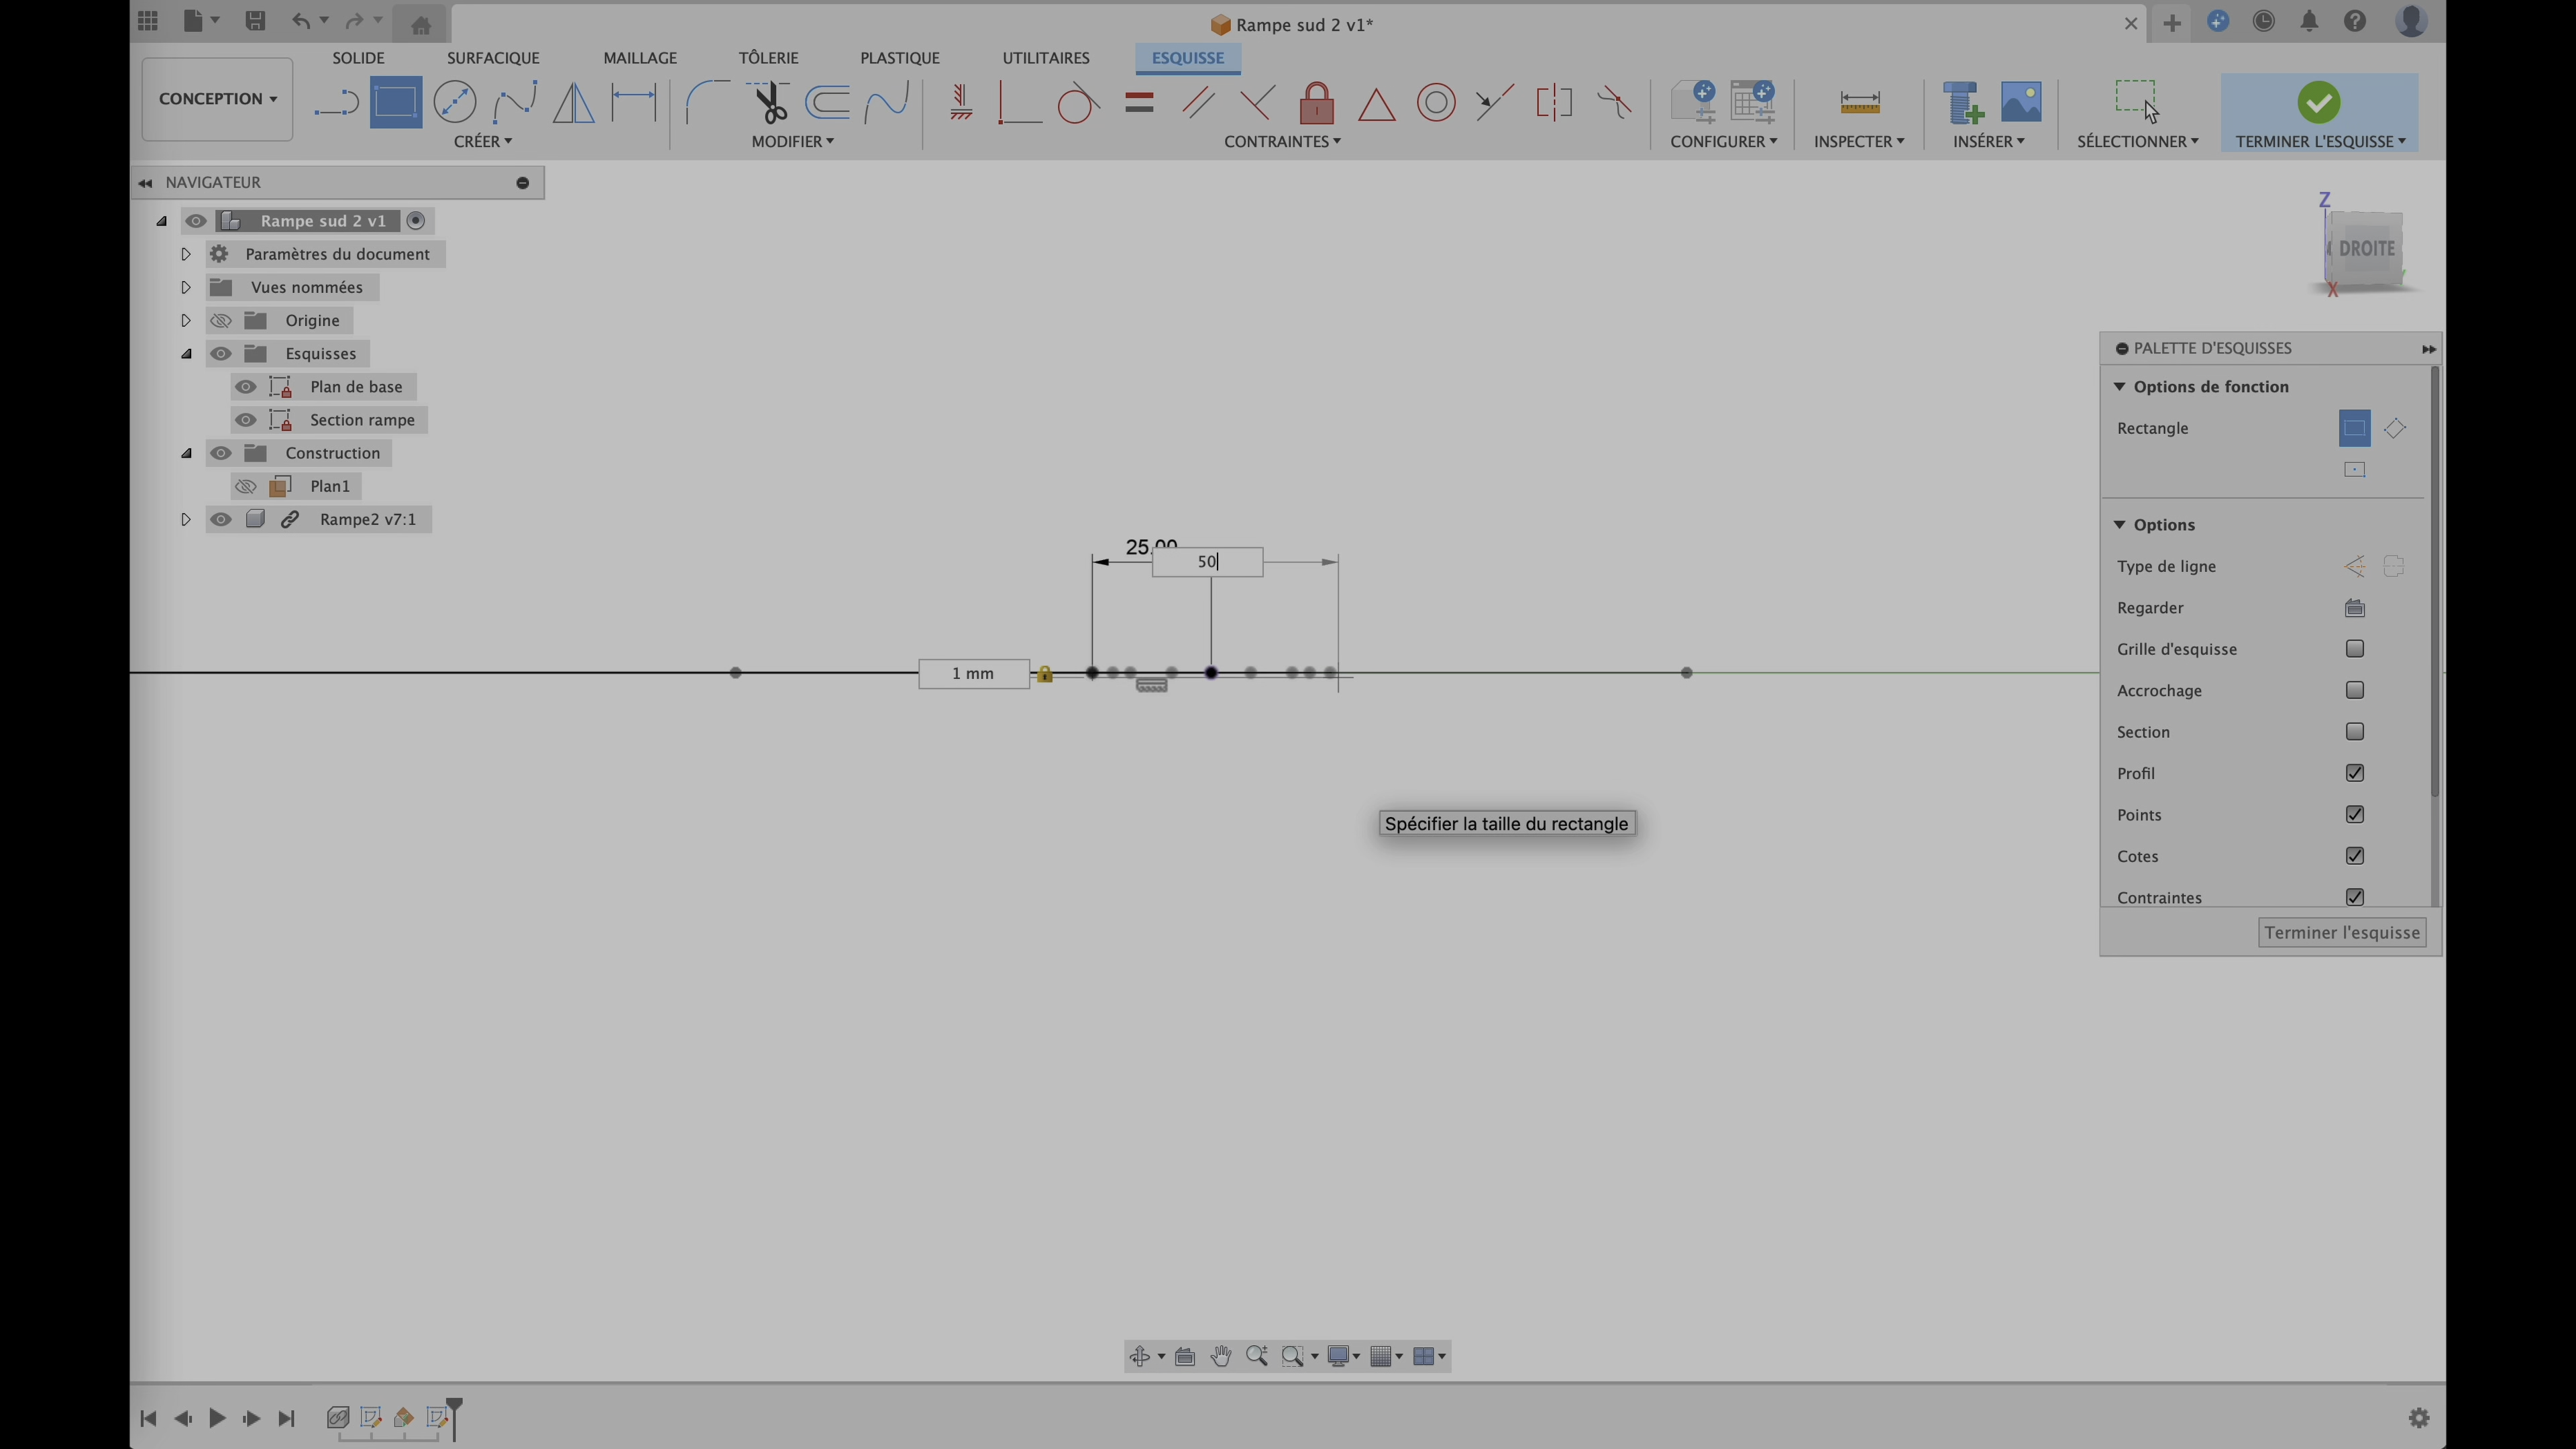 Rampe sud 2 v1*
SOLIDE SURFACIQUE MAILLAGE TÔLERIE PLASTIQUE UTILITAIRES ESQUISSE
CONCEPTION
CRÉER MODIFIER CONTRAINTES CONFIGURER INSPECTER INSÉRER SÉLECTIONNER TERMINER L'ESQUISSE
NAVIGATEUR
Rampe sud 2 v1
Paramètres du document
Vues nommées
Origine
Esquisses
Plan de base
Section rampe
Construction
Plan1
Rampe2 v7:1
Z
DROITE
X
25.00
50
1 mm
Spécifier la taille du rectangle
PALETTE D'ESQUISSES
Options de fonction
Rectangle
Options
Type de ligne
Regarder
Grille d'esquisse
Accrochage
Section
Profil
Points
Cotes
Contraintes
Terminer l'esquisse